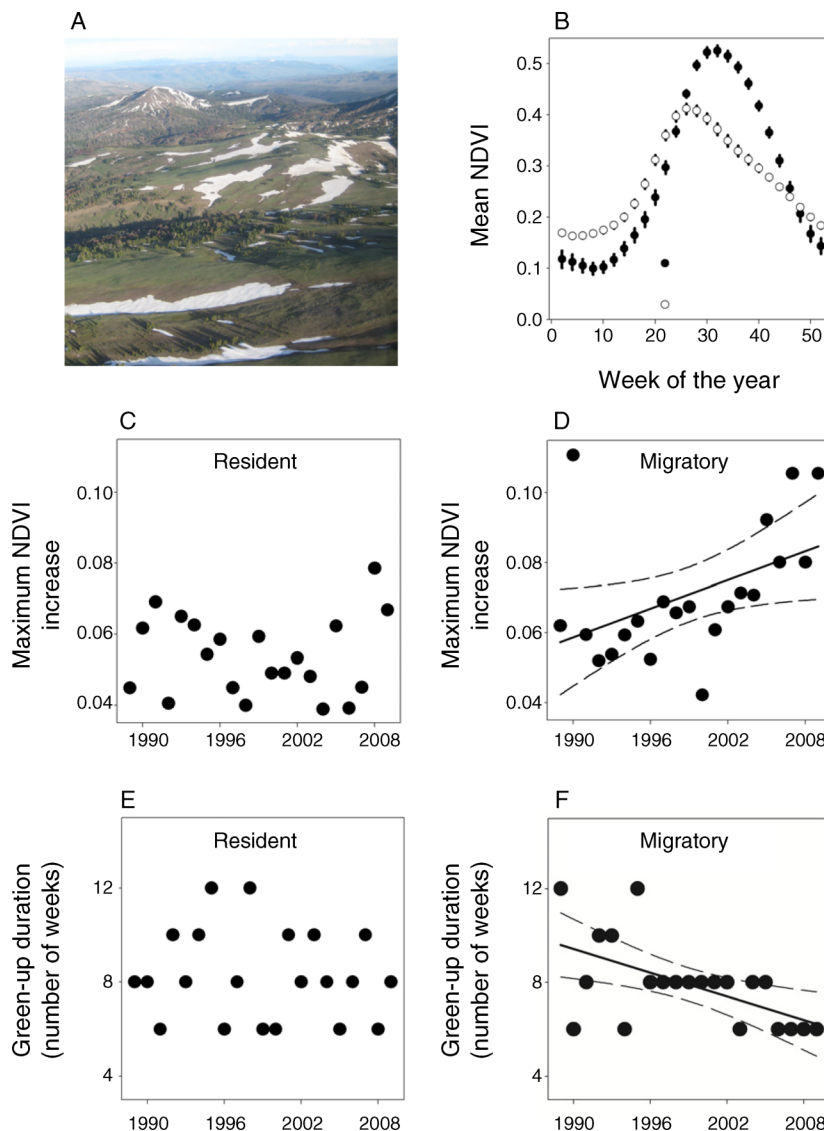 A
B
Mean NDVI
0.5
0.4
0.3
0.2
0.1
0.0
0 10 20 30 40 50
Week of the year
C
Resident
Maximum NDVI
increase
0.10
0.08
0.06
0.04
1990 1996 2002 2008
D
Migratory
Maximum NDVI
increase
0.10
0.08
0.06
0.04
1990 1996 2002 2008
E
Resident
Green-up duration
(number of weeks)
12
8
4
1990 1996 2002 2008
F
Migratory
Green-up duration
(number of weeks)
12
8
4
1990 1996 2002 2008